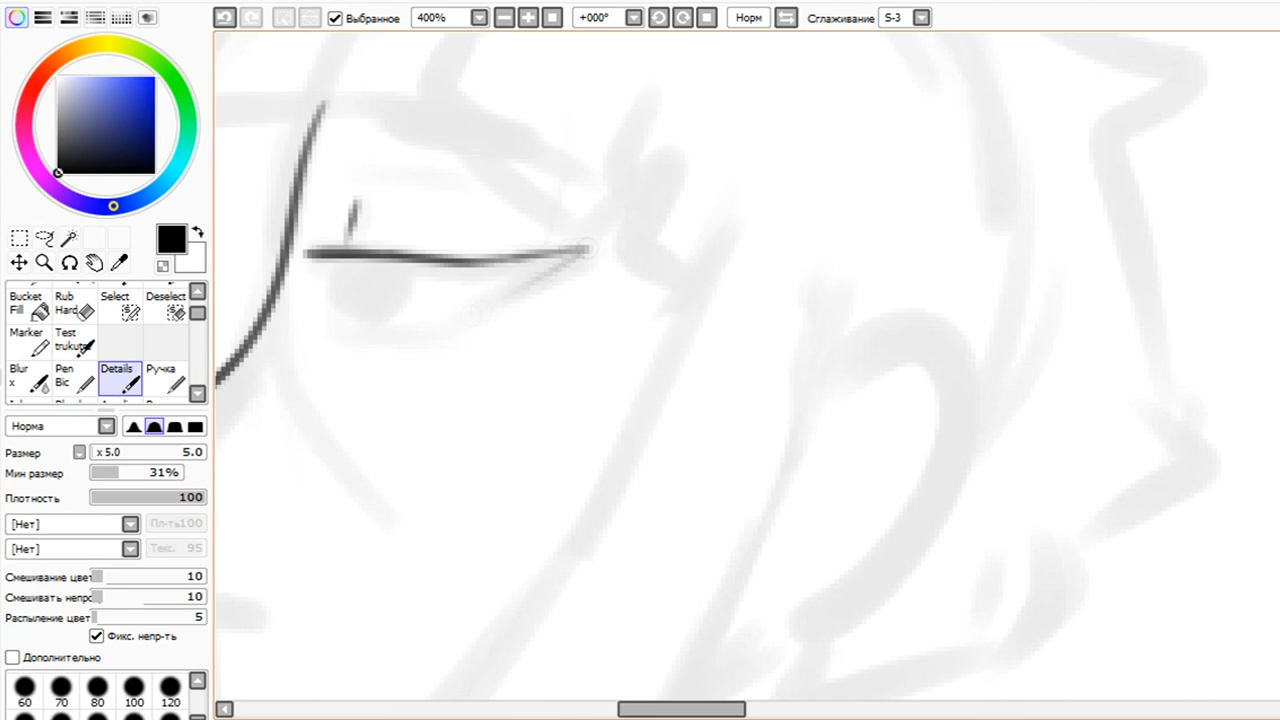 Выбранное 400% +000° Норм Сглаживание S-3
Bucket Fill Rub Hard Select Deselect
Marker Test trukut
Blur x Pen Bic Details Ручка
Норма
Размер x 5.0 5.0
Мин размер 31%
Плотность 100
[Нет] Пл-ть100
[Нет] Текс. 95
Смешивание цвет 10
Смешивать непро 10
Распыление цвет 5
Фикс. непр-ть
Дополнительно
60 70 80 100 120